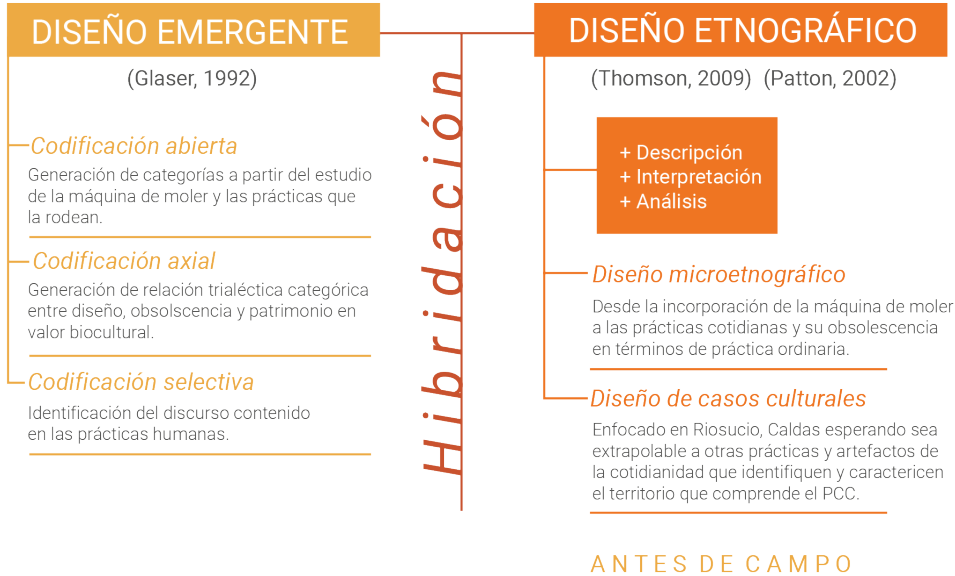 DISEÑO EMERGENTE
(Glaser, 1992)
Codificación abierta
Generación de categorías a partir del estudio
de la máquina de moler y las prácticas que
la rodean.
Codificación axial
Generación de relación trialéctica categórica
entre diseño, obsolscencia y patrimonio en
valor biocultural.
Codificación selectiva
Identificación del discurso contenido
en las prácticas humanas.
Hibridación
DISEÑO ETNOGRÁFICO
(Thomson, 2009) (Patton, 2002)
+ Descripción
+ Interpretación
+ Análisis
Diseño microetnográfico
Desde la incorporación de la máquina de moler
a las prácticas cotidianas y su obsolescencia
en términos de práctica ordinaria.
Diseño de casos culturales
Enfocado en Riosucio, Caldas esperando sea
extrapolable a otras prácticas y artefactos de
la cotidianidad que identifiquen y caractericen
el territorio que comprende el PCC.
ANTES DE CAMPO